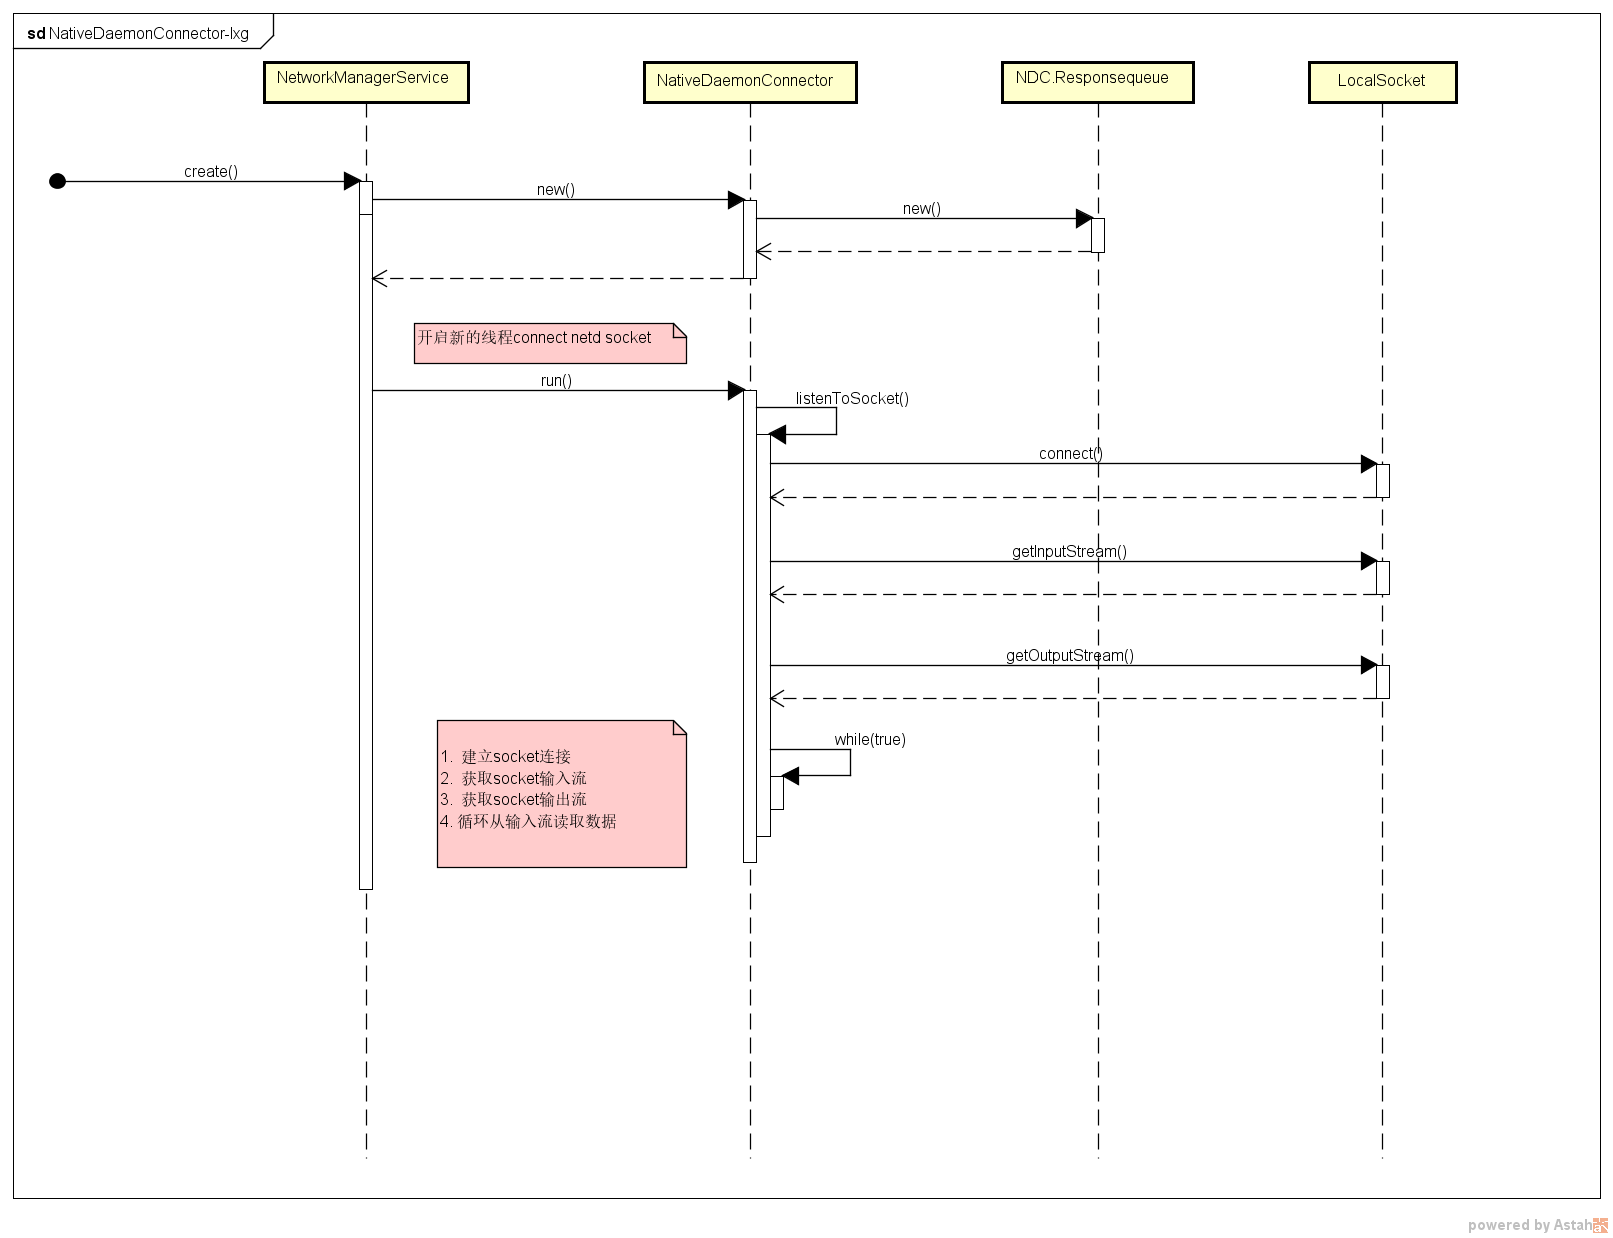 sd NativeDaemonConnector-lxg
NetworkManagerService
NativeDaemonConnector
NDC.Responsequeue
LocalSocket
create()
new()
new()
开启新的线程connect netd socket
run()
listenToSocket()
connect()
getInputStream()
getOutputStream()
while(true)
1. 建立socket连接
2. 获取socket输入流
3. 获取socket输出流
4. 循环从输入流读取数据
powered by Astah